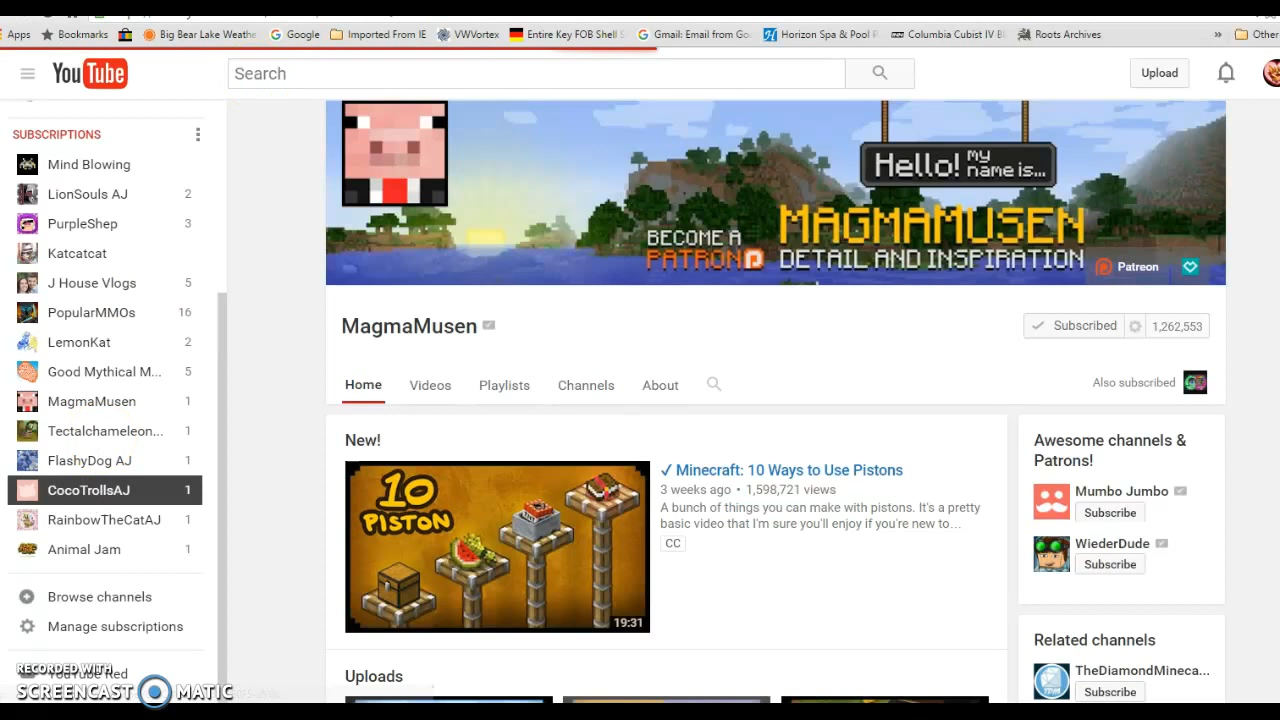 Apps Bookmarks Big Bear Lake Weathe Google Imported From IE VWVortex Entire Key FOB Shell S Gmail: Email from Goo Horizon Spa & Pool P Columbia Cubist IV Bl Roots Archives » Other
YouTube Search Upload
SUBSCRIPTIONS
Mind Blowing
LionSouls AJ 2
PurpleShep 3
Katcatcat
J House Vlogs 5
PopularMMOs 16
LemonKat 2
Good Mythical M... 5
MagmaMusen 1
Tectalchameleon... 1
FlashyDog AJ 1
CocoTrollsAJ 1
RainbowTheCatAJ 1
Animal Jam 1
Browse channels
Manage subscriptions
YouTube Red
RECORDED WITH
SCREENCAST MATIC
Hello! my
name is...
MAGMAMUSEN
BECOME A
PATRON
DETAIL AND INSPIRATION
Patreon
MagmaMusen
Subscribed 1,262,553
Home Videos Playlists Channels About
Also subscribed
New!
10
PISTON
19:31
✓ Minecraft: 10 Ways to Use Pistons
3 weeks ago • 1,598,721 views
A bunch of things you can make with pistons. It's a pretty
basic video that I'm sure you'll enjoy if you're new to...
CC
Uploads
Awesome channels &
Patrons!
Mumbo Jumbo
Subscribe
WiederDude
Subscribe
Related channels
TheDiamondMineca...
Subscribe